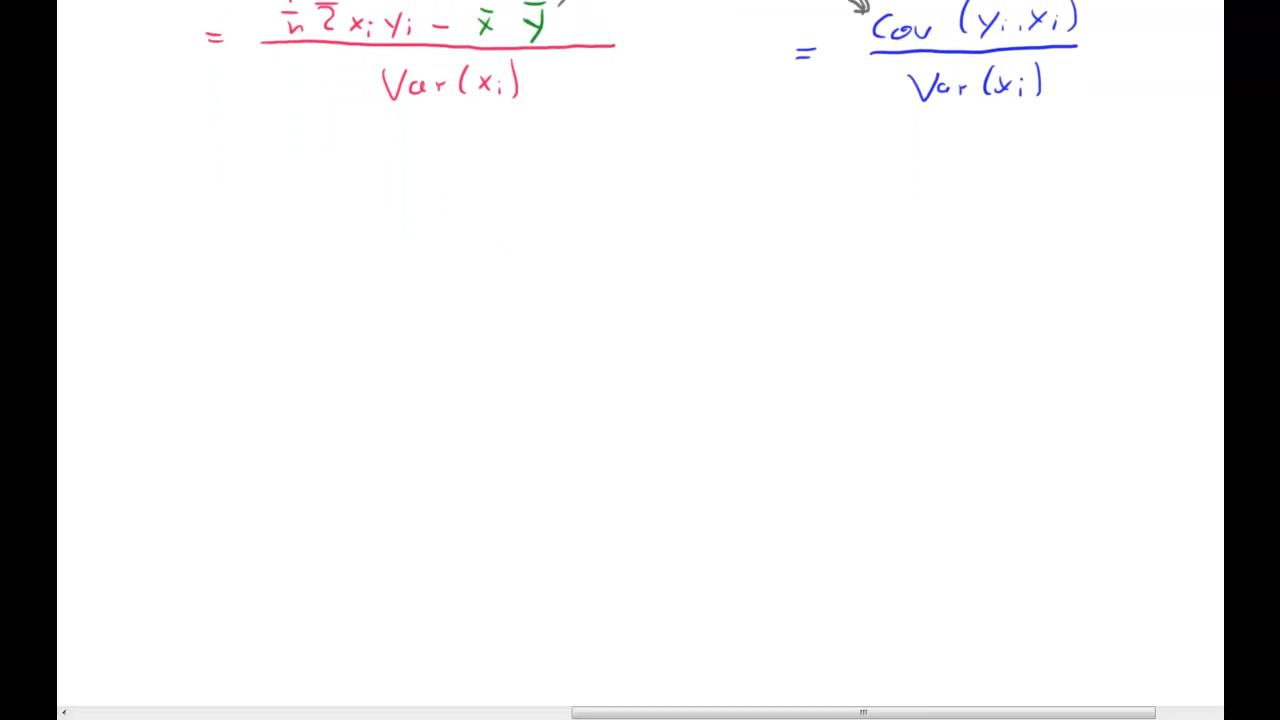 = 1/n Σ xᵢ yᵢ − x̄ ȳ
Var(xᵢ)
= Cov (yᵢ, xᵢ)
Var(xᵢ)